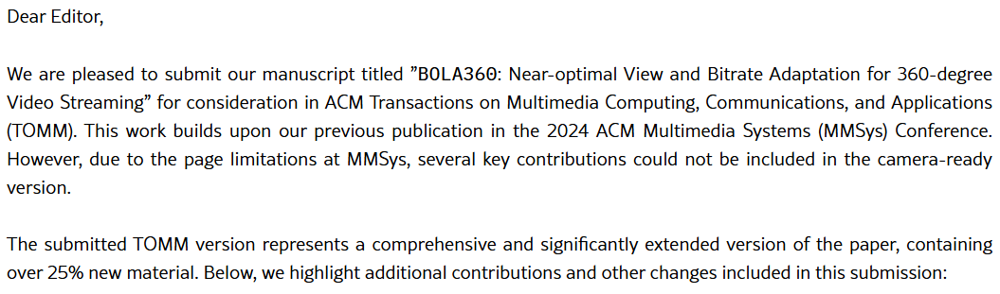 Dear Editor,
We are pleased to submit our manuscript titled ”BOLA360: Near-optimal View and Bitrate Adaptation for 360-degree
Video Streaming” for consideration in ACM Transactions on Multimedia Computing, Communications, and Applications
(TOMM). This work builds upon our previous publication in the 2024 ACM Multimedia Systems (MMSys) Conference.
However, due to the page limitations at MMSys, several key contributions could not be included in the camera-ready
version.
The submitted TOMM version represents a comprehensive and significantly extended version of the paper, containing
over 25% new material. Below, we highlight additional contributions and other changes included in this submission: